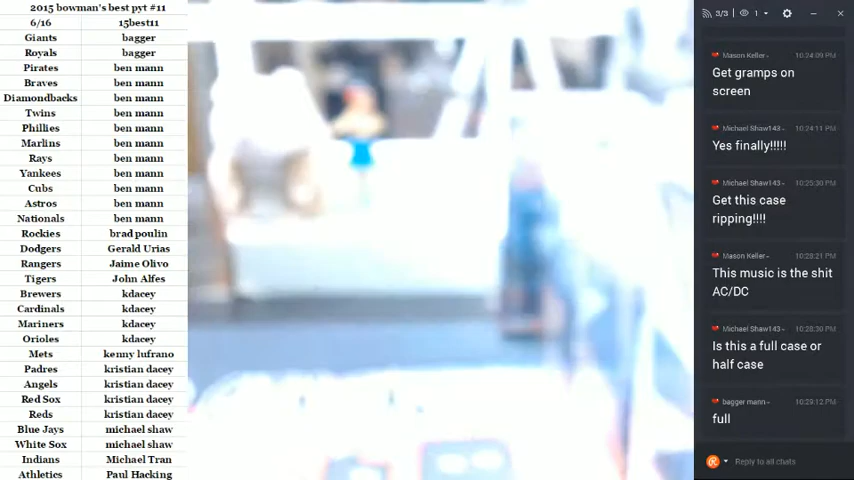 2015 bowman's best pyt #11
6/16 15best11
Giants bagger
Royals bagger
Pirates ben mann
Braves ben mann
Diamondbacks ben mann
Twins ben mann
Phillies ben mann
Marlins ben mann
Rays ben mann
Yankees ben mann
Cubs ben mann
Astros ben mann
Nationals ben mann
Rockies brad poulin
Dodgers Gerald Urias
Rangers Jaime Olivo
Tigers John Alfes
Brewers kdacey
Cardinals kdacey
Mariners kdacey
Orioles kdacey
Mets kenny lufrano
Padres kristian dacey
Angels kristian dacey
Red Sox kristian dacey
Reds kristian dacey
Blue Jays michael shaw
White Sox michael shaw
Indians Michael Tran
Athletics Paul Hacking
3/3 1
Mason Keller 10:24:09 PM
Get gramps on
screen
Michael Shaw143 10:24:11 PM
Yes finally!!!!!
Michael Shaw143 10:25:30 PM
Get this case
ripping!!!!
Mason Keller 10:28:21 PM
This music is the shit
AC/DC
Michael Shaw143 10:28:30 PM
Is this a full case or
half case
bagger mann 10:29:12 PM
full
Reply to all chats